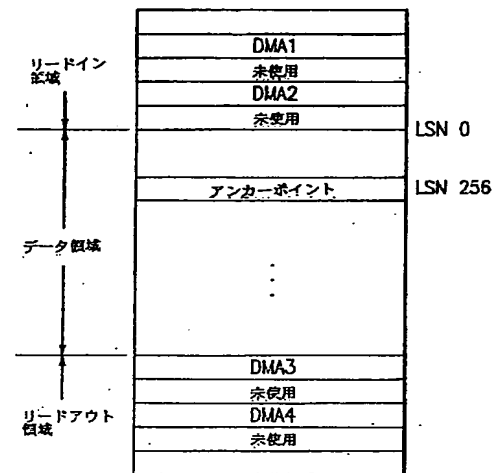 DMA1
リードイン
領域
未使用
DMA2
未使用
LSN 0
アンカーポイント
LSN 256
データ領域
DMA3
未使用
リードアウト
領域
DMA4
未使用